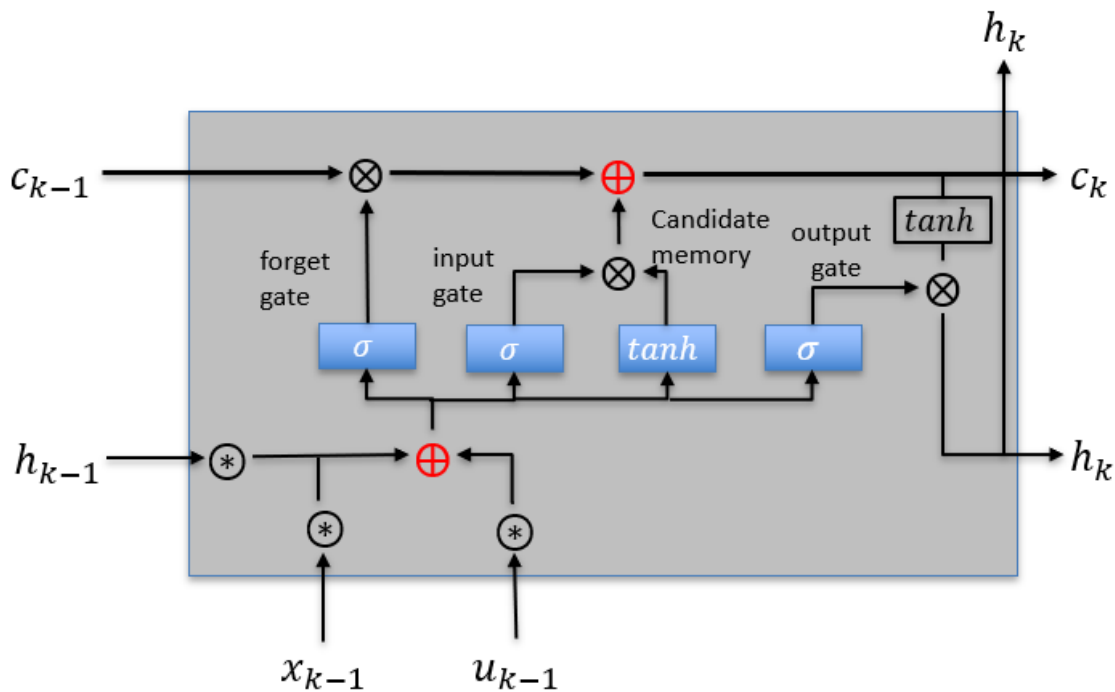 h_k
c_{k-1}
c_k
tanh
Candidate
memory
output
gate
forget
gate
input
gate
σ
σ
tanh
σ
h_{k-1}
h_k
x_{k-1}
u_{k-1}